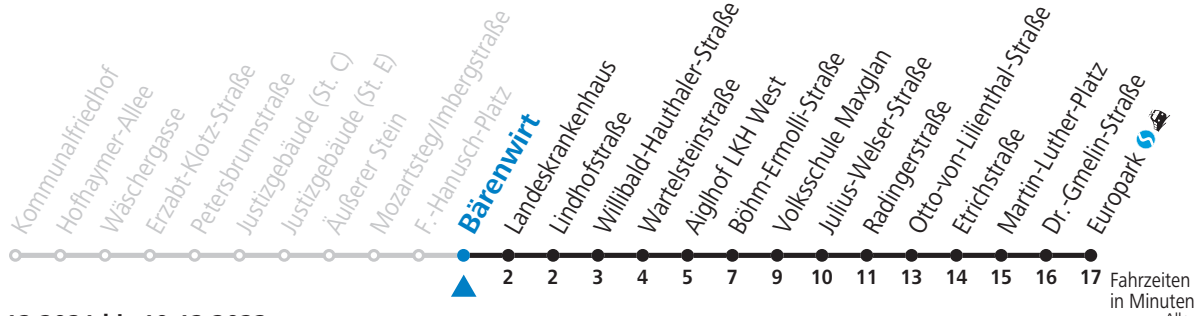 Kommunalfriedhof
Hofhaymer-Allee
Wäschergasse
Erzabt-Klotz-Straße
Petersbrunnstraße
Justizgebäude (St. C)
Justizgebäude (St. E)
Äußerer Stein
Mozartsteg/Imbergstraße
F.-Hanusch-Platz
Bärenwirt
Landeskrankenhaus
Lindhofstraße
Willibald-Hauthaler-Straße
Wartelsteinstraße
Aiglhof LKH West
Böhm-Ermolli-Straße
Volksschule Maxglan
Julius-Welser-Straße
Radingerstraße
Otto-von-Lilienthal-Straße
Etrichstraße
Martin-Luther-Platz
Dr.-Gmelin-Straße
Europark
2 2 3 4 5 7 9 10 11 13 14 15 16 17 Fahrzeiten
in Minuten